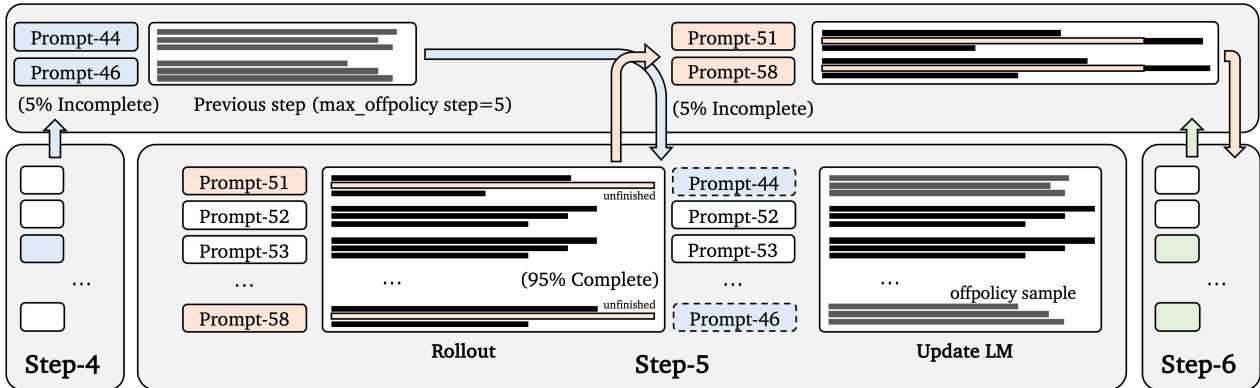 Prompt-44
Prompt-46
(5% Incomplete)
Previous step (max_offpolicy step=5)
Prompt-51
Prompt-58
(5% Incomplete)
...
Step-4
Prompt-51
Prompt-52
Prompt-53
...
Prompt-58
unfinished
...
(95% Complete)
unfinished
Rollout
Prompt-44
Prompt-52
Prompt-53
...
Prompt-46
...
offpolicy sample
Update LM
Step-5
...
Step-6